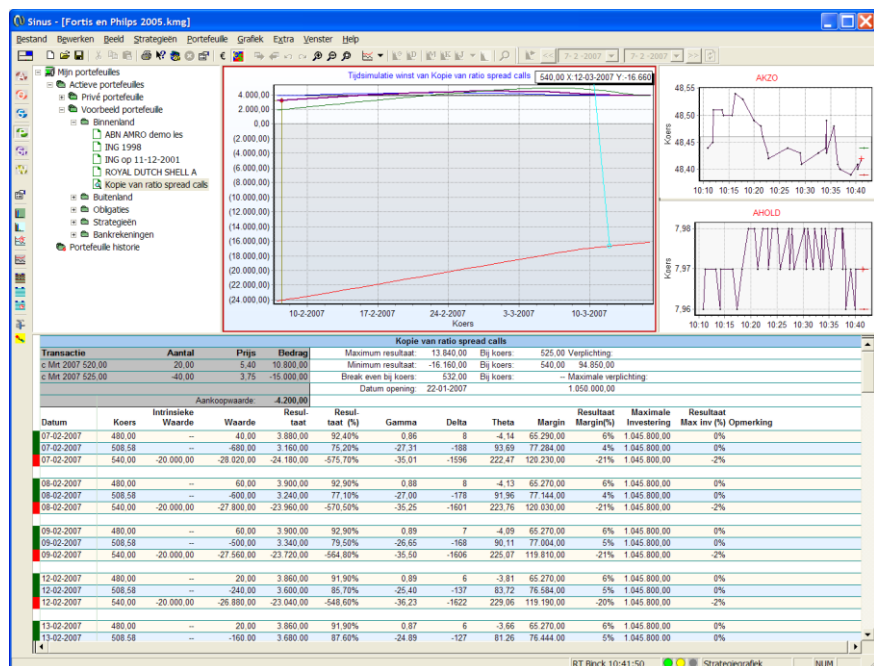 Sinus - [Fortis en Philps 2005.kmg]
Bestand Bewerken Beeld Strategieën Portefeuille Grafiek Extra Venster Help
7- 2 -2007 7- 2 -2007
Mijn portefeuilles
Actieve portefeuilles
Privé portefeuille
Voorbeeld portefeuille
Binnenland
ABN AMRO demo les
ING 1998
ING op 11-12-2001
ROYAL DUTCH SHELL A
Kopie van ratio spread calls
Buitenland
Obligaties
Strategieën
Bankrekeningen
Portefeuille historie
Tijdsimulatie winst van Kopie van ratio spread calls
540,00 X:12-03-2007 Y:-16.660
4.000,00
2.000,00
0,00
(2.000,00)
(4.000,00)
(6.000,00)
(8.000,00)
(10.000,00)
(12.000,00)
(14.000,00)
(16.000,00)
(18.000,00)
(20.000,00)
(22.000,00)
(24.000,00)
10-2-2007 17-2-2007 24-2-2007 3-3-2007 10-3-2007
Koers
AKZO
Koers
48,55
48,50
48,45
48,40
10:10 10:15 10:20 10:25 10:30 10:35 10:40
AHOLD
Koers
7,98
7,97
7,96
10:10 10:15 10:20 10:25 10:30 10:35 10:40
Kopie van ratio spread calls
Transactie Aantal Prijs Bedrag Maximum resultaat: 13.840,00 Bij koers: 525,00 Verplichting:
c Mrt 2007 520,00 20,00 5,40 10.800,00 Minimum resultaat: -16.160,00 Bij koers: 540,00 94.850,00
c Mrt 2007 525,00 -40,00 3,75 -15.000,00 Break even bij koers: 532,00 Bij koers: -- Maximale verplichting:
Datum opening: 22-01-2007 1.050.000,00
Aankoopwaarde: -4.200,00
Datum Koers Intrinsieke Waarde Waarde Resul-taat Resul-taat (%) Gamma Delta Theta Margin Resultaat Margin(%) Maximale Investering Resultaat Max inv (%) Opmerking
07-02-2007 480,00 -- 40,00 3.880,00 92,40% 0,86 8 -4,14 65.290,00 6% 1.045.800,00 0%
07-02-2007 508,58 -- -680,00 3.160,00 75,20% -27,31 -188 93,69 77.284,00 4% 1.045.800,00 0%
07-02-2007 540,00 -20.000,00 -28.020,00 -24.180,00 -575,70% -35,01 -1596 222,47 120.230,00 -21% 1.045.800,00 -2%
08-02-2007 480,00 -- 60,00 3.900,00 92,90% 0,88 8 -4,13 65.270,00 6% 1.045.800,00 0%
08-02-2007 508,58 -- -600,00 3.240,00 77,10% -27,00 -178 91,96 77.144,00 4% 1.045.800,00 0%
08-02-2007 540,00 -20.000,00 -27.800,00 -23.960,00 -570,50% -35,25 -1601 223,76 120.030,00 -21% 1.045.800,00 -2%
09-02-2007 480,00 -- 60,00 3.900,00 92,90% 0,89 7 -4,09 65.270,00 6% 1.045.800,00 0%
09-02-2007 508,58 -- -500,00 3.340,00 79,50% -26,65 -168 90,11 77.004,00 5% 1.045.800,00 0%
09-02-2007 540,00 -20.000,00 -27.560,00 -23.720,00 -564,80% -35,50 -1606 225,07 119.810,00 -21% 1.045.800,00 -2%
12-02-2007 480,00 -- 20,00 3.860,00 91,90% 0,89 6 -3,81 65.270,00 6% 1.045.800,00 0%
12-02-2007 508,58 -- -240,00 3.600,00 85,70% -25,40 -137 83,72 76.584,00 5% 1.045.800,00 0%
12-02-2007 540,00 -20.000,00 -26.880,00 -23.040,00 -548,60% -36,23 -1622 229,06 119.190,00 -20% 1.045.800,00 -2%
13-02-2007 480,00 -- 20,00 3.860,00 91,90% 0,87 6 -3,66 65.270,00 6% 1.045.800,00 0%
13-02-2007 508,58 -- -160,00 3.680,00 87,60% -24,89 -127 81,26 76.444,00 5% 1.045.800,00 0%
RT Binck 10:41:50 Strategiegrafiek NUM